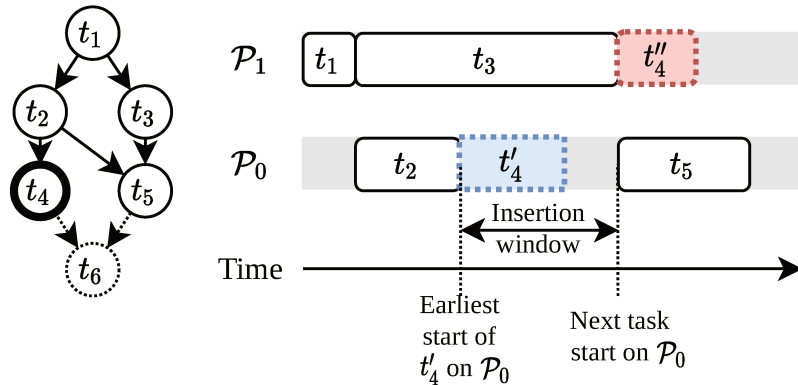 t₁
t₂
t₃
t₄
t₅
t₆
𝒫₁
t₁
t₃
t₄″
𝒫₀
t₂
t₄′
t₅
Insertion
window
Time
Earliest
start of
t₄′ on 𝒫₀
Next task
start on 𝒫₀